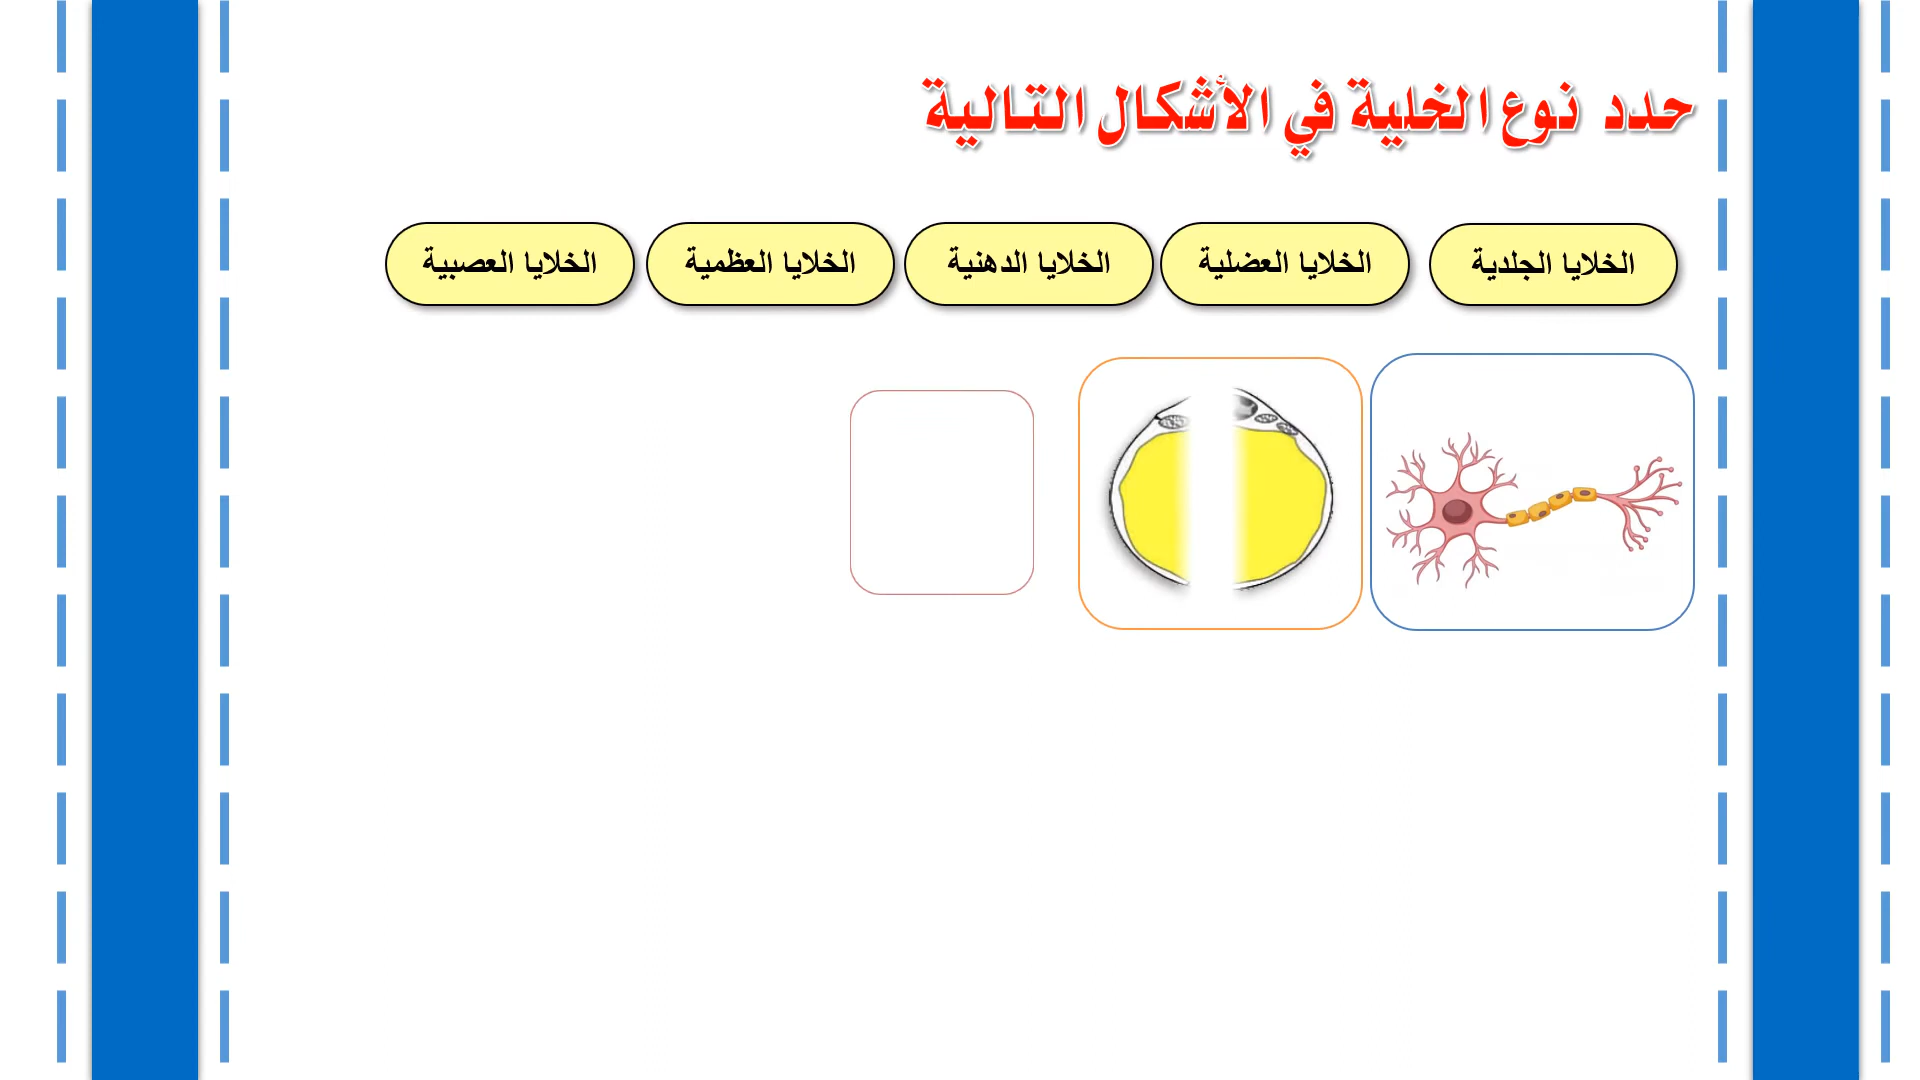 حدد نوع الخلية في الأشكال التالية
الخلايا الجلدية
الخلايا العضلية
الخلايا الدهنية
الخلايا العظمية
الخلايا العصبية